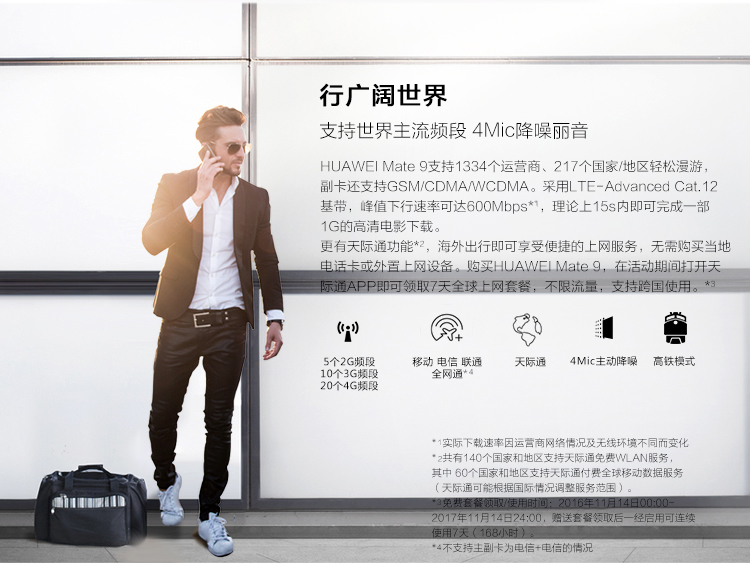 行广阔世界
支持世界主流频段 4Mic降噪丽音
HUAWEI Mate 9支持1334个运营商、217个国家/地区轻松漫游，
副卡还支持GSM/CDMA/WCDMA。采用LTE-Advanced Cat.12
基带，峰值下行速率可达600Mbps*¹，理论上15s内即可完成一部
1G的高清电影下载。
更有天际通功能*²，海外出行即可享受便捷的上网服务，无需购买当地
电话卡或外置上网设备。购买HUAWEI Mate 9，在活动期间打开天
际通APP即可领取7天全球上网套餐，不限流量，支持跨国使用。*³
5个2G频段
10个3G频段
20个4G频段
移动 电信 联通
全网通*⁴
天际通
4Mic主动降噪
高铁模式
*¹实际下载速率因运营商网络情况及无线环境不同而变化
*²共有140个国家和地区支持天际通免费WLAN服务，
其中 60个国家和地区支持天际通付费全球移动数据服务
（天际通可能根据国际情况调整服务范围）。
*³免费套餐领取/使用时间：2016年11月14日00:00-
2017年11月14日24:00，赠送套餐领取后一经启用可连续
使用7天（168小时）。
*⁴不支持主副卡为电信+电信的情况